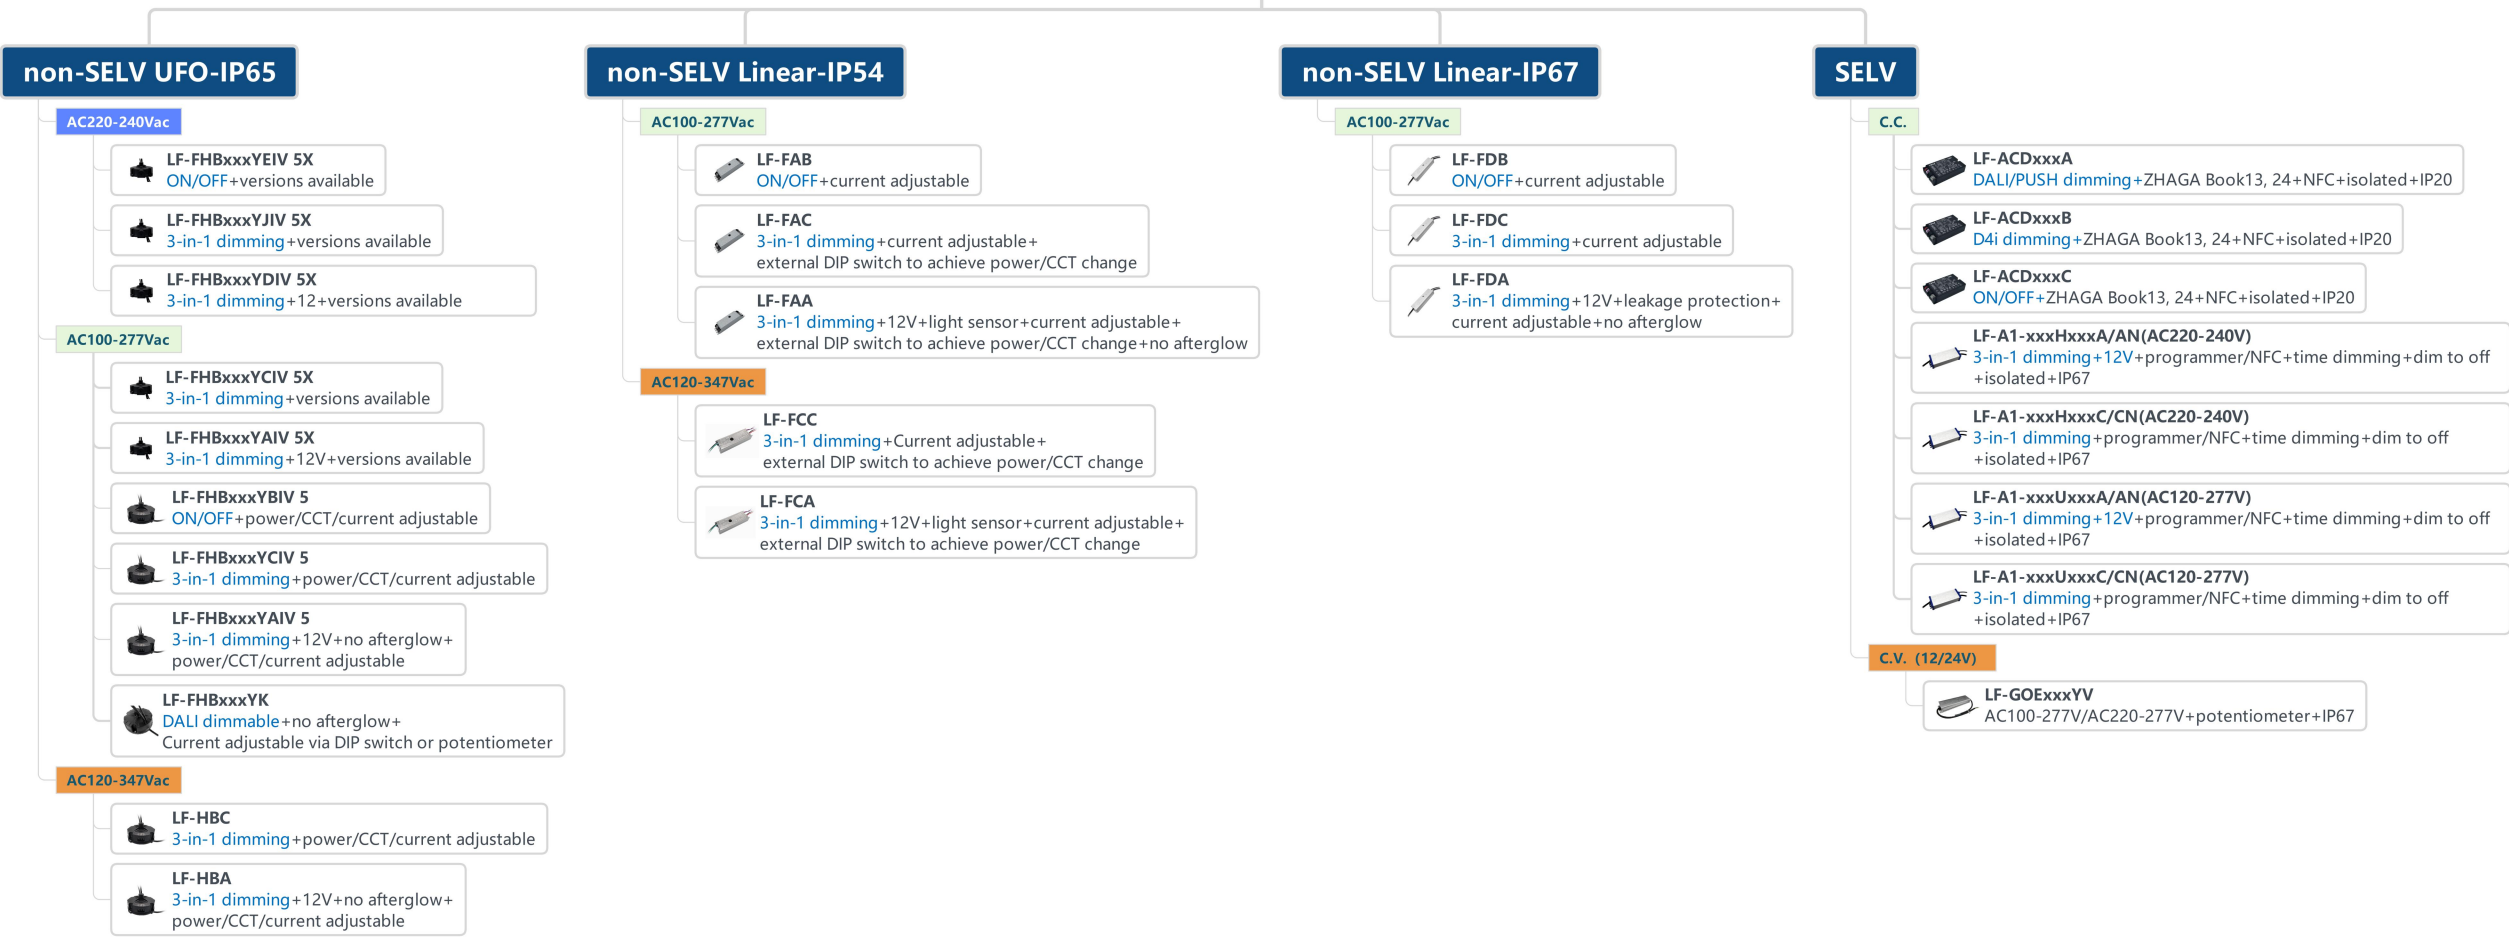 non-SELV UFO-IP65
AC220-240Vac
LF-FHBxxxYEIV 5X
ON/OFF+versions available
LF-FHBxxxYJIV 5X
3-in-1 dimming+versions available
LF-FHBxxxYDIV 5X
3-in-1 dimming+12+versions available
AC100-277Vac
LF-FHBxxxYCIV 5X
3-in-1 dimming+versions available
LF-FHBxxxYAIV 5X
3-in-1 dimming+12V+versions available
LF-FHBxxxYBIV 5
ON/OFF+power/CCT/current adjustable
LF-FHBxxxYCIV 5
3-in-1 dimming+power/CCT/current adjustable
LF-FHBxxxYAIV 5
3-in-1 dimming+12V+no afterglow+
power/CCT/current adjustable
LF-FHBxxxYK
DALI dimmable+no afterglow+
Current adjustable via DIP switch or potentiometer
AC120-347Vac
LF-HBC
3-in-1 dimming+power/CCT/current adjustable
LF-HBA
3-in-1 dimming+12V+no afterglow+
power/CCT/current adjustable
non-SELV Linear-IP54
AC100-277Vac
LF-FAB
ON/OFF+current adjustable
LF-FAC
3-in-1 dimming+current adjustable+
external DIP switch to achieve power/CCT change
LF-FAA
3-in-1 dimming+12V+light sensor+current adjustable+
external DIP switch to achieve power/CCT change+no afterglow
AC120-347Vac
LF-FCC
3-in-1 dimming+Current adjustable+
external DIP switch to achieve power/CCT change
LF-FCA
3-in-1 dimming+12V+light sensor+current adjustable+
external DIP switch to achieve power/CCT change
non-SELV Linear-IP67
AC100-277Vac
LF-FDB
ON/OFF+current adjustable
LF-FDC
3-in-1 dimming+current adjustable
LF-FDA
3-in-1 dimming+12V+leakage protection+
current adjustable+no afterglow
SELV
C.C.
LF-ACDxxxA
DALI/PUSH dimming+ZHAGA Book13, 24+NFC+isolated+IP20
LF-ACDxxxB
D4i dimming+ZHAGA Book13, 24+NFC+isolated+IP20
LF-ACDxxxC
ON/OFF+ZHAGA Book13, 24+NFC+isolated+IP20
LF-A1-xxxHxxxA/AN(AC220-240V)
3-in-1 dimming+12V+programmer/NFC+time dimming+dim to off
+isolated+IP67
LF-A1-xxxHxxxC/CN(AC220-240V)
3-in-1 dimming+programmer/NFC+time dimming+dim to off
+isolated+IP67
LF-A1-xxxUxxxA/AN(AC120-277V)
3-in-1 dimming+12V+programmer/NFC+time dimming+dim to off
+isolated+IP67
LF-A1-xxxUxxxC/CN(AC120-277V)
3-in-1 dimming+programmer/NFC+time dimming+dim to off
+isolated+IP67
C.V. (12/24V)
LF-GOExxxYV
AC100-277V/AC220-277V+potentiometer+IP67